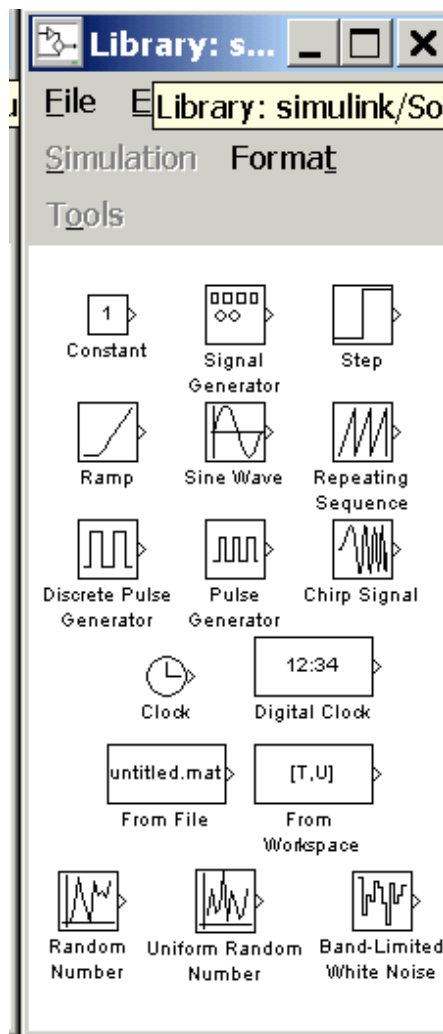 Library: s...
File E
Library: simulink/So
Simulation Format
Tools
1
Constant
Signal
Generator
Step
Ramp
Sine Wave
Repeating
Sequence
Discrete Pulse
Generator
Pulse
Generator
Chirp Signal
Clock
12:34
Digital Clock
untitled.mat
From File
[T,U]
From
Workspace
Random
Number
Uniform Random
Number
Band-Limited
White Noise